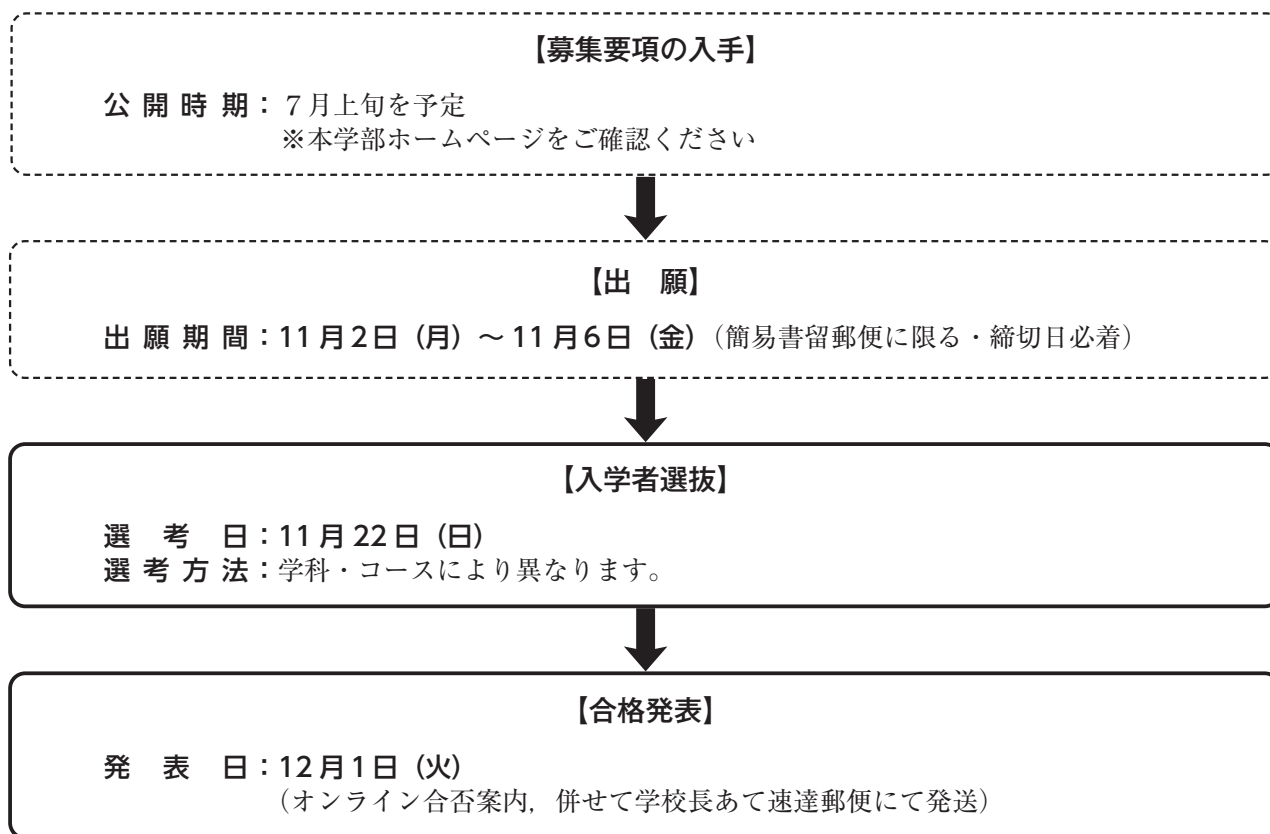 【募集要項の入手】
公開時期：７月上旬を予定
※本学部ホームページをご確認ください
【出　願】
出願期間：11月2日（月）～11月6日（金）（簡易書留郵便に限る・締切日必着）
【入学者選抜】
選　考　日：11月22日（日）
選考方法：学科・コースにより異なります。
【合格発表】
発　表　日：12月1日（火）
（オンライン合否案内，併せて学校長あて速達郵便にて発送）